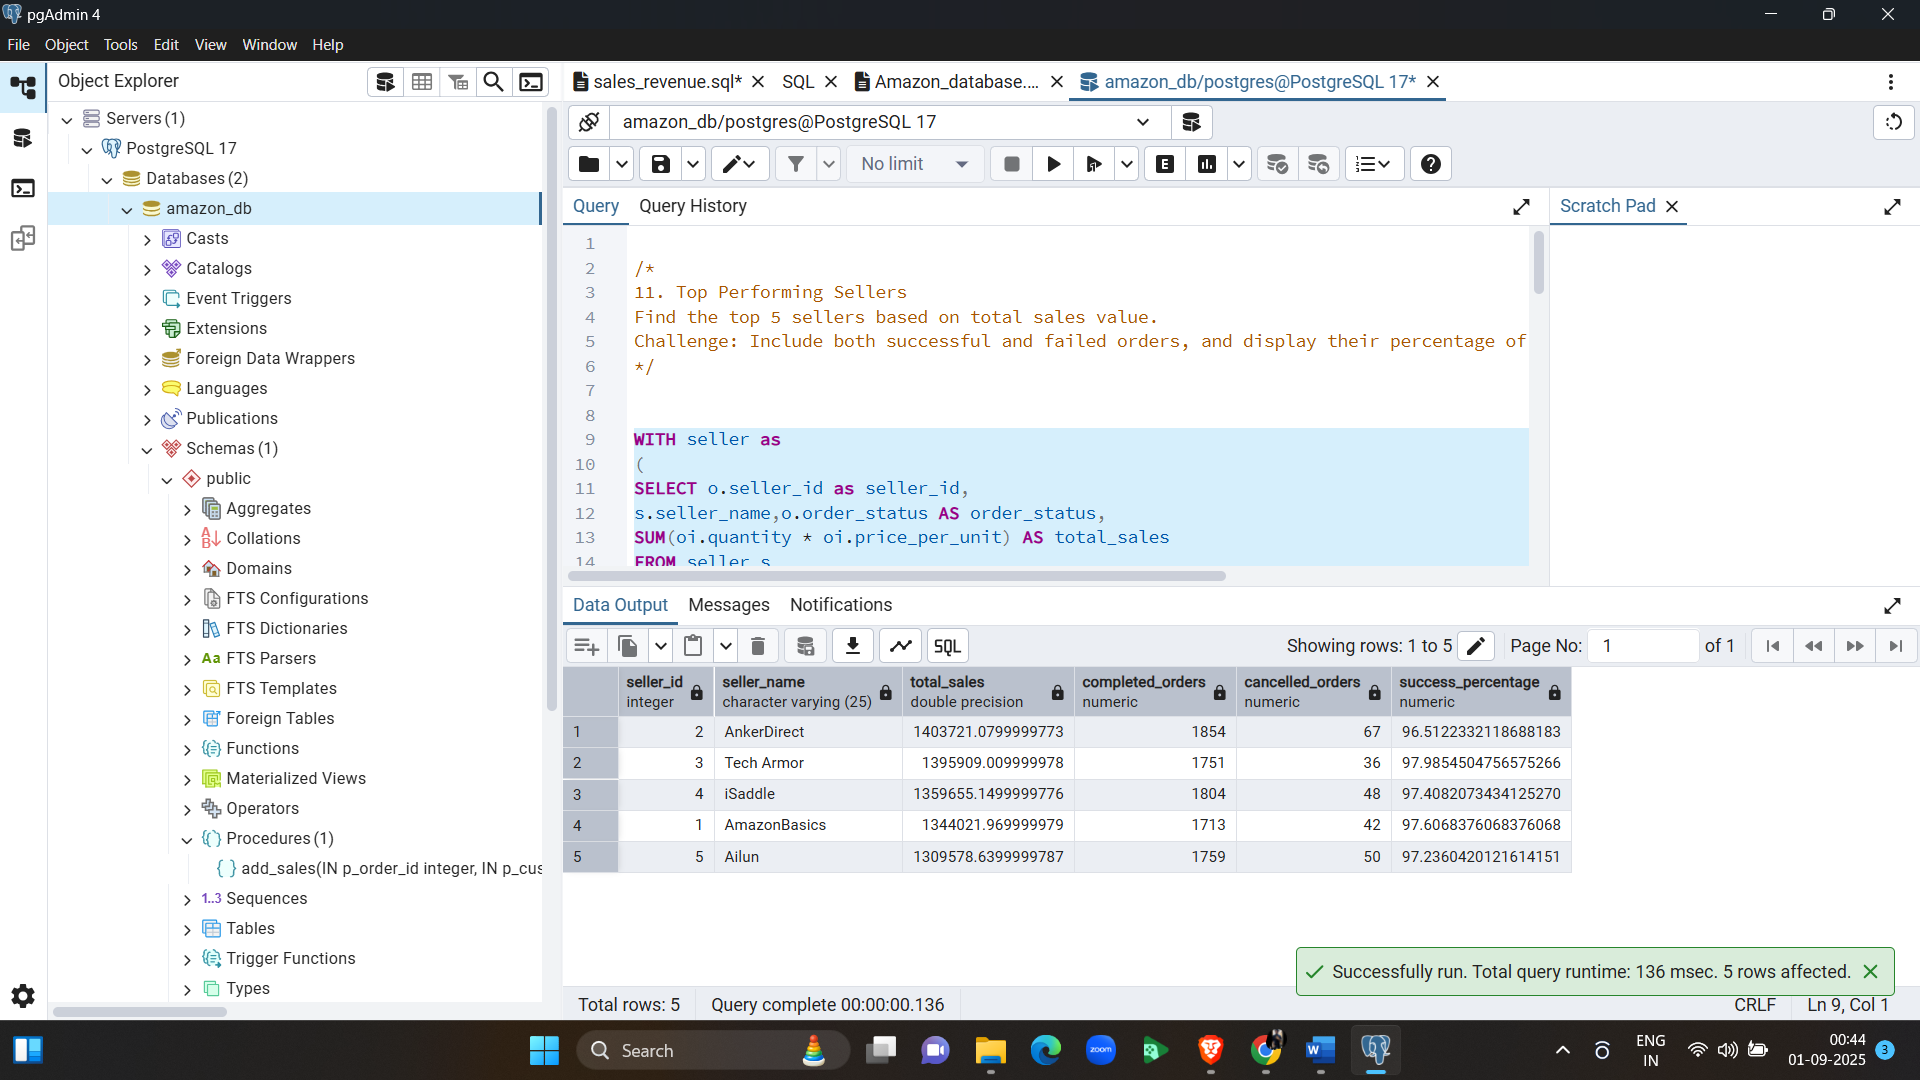 pgAdmin 4
File Object Tools Edit View Window Help
Object Explorer
Servers (1)
PostgreSQL 17
Databases (2)
amazon_db
Casts
Catalogs
Event Triggers
Extensions
Foreign Data Wrappers
Languages
Publications
Schemas (1)
public
Aggregates
Collations
Domains
FTS Configurations
FTS Dictionaries
Aa FTS Parsers
FTS Templates
Foreign Tables
Functions
Materialized Views
Operators
Procedures (1)
add_sales(IN p_order_id integer, IN p_cus
1..3 Sequences
Tables
Trigger Functions
Types
sales_revenue.sql* SQL Amazon_database.... amazon_db/postgres@PostgreSQL 17*
amazon_db/postgres@PostgreSQL 17
No limit E
Query Query History
Scratch Pad
1
2 /*
3 11. Top Performing Sellers
4 Find the top 5 sellers based on total sales value.
5 Challenge: Include both successful and failed orders, and display their percentage of
6 */
7
8
9 WITH seller as
10 (
11 SELECT o.seller_id as seller_id,
12 s.seller_name,o.order_status AS order_status,
13 SUM(oi.quantity * oi.price_per_unit) AS total_sales
14 FROM seller s
Data Output Messages Notifications
SQL Showing rows: 1 to 5 Page No: 1 of 1
seller_id seller_name total_sales completed_orders cancelled_orders success_percentage
integer character varying (25) double precision numeric numeric numeric
1 2 AnkerDirect 1403721.0799999773 1854 67 96.5122332118688183
2 3 Tech Armor 1395909.009999978 1751 36 97.9854504756575266
3 4 iSaddle 1359655.1499999776 1804 48 97.4082073434125270
4 1 AmazonBasics 1344021.969999979 1713 42 97.6068376068376068
5 5 Ailun 1309578.6399999787 1759 50 97.2360420121614151
Successfully run. Total query runtime: 136 msec. 5 rows affected.
Total rows: 5 Query complete 00:00:00.136 CRLF Ln 9, Col 1
Search
zoom
W
ENG
IN
00:44
01-09-2025
3